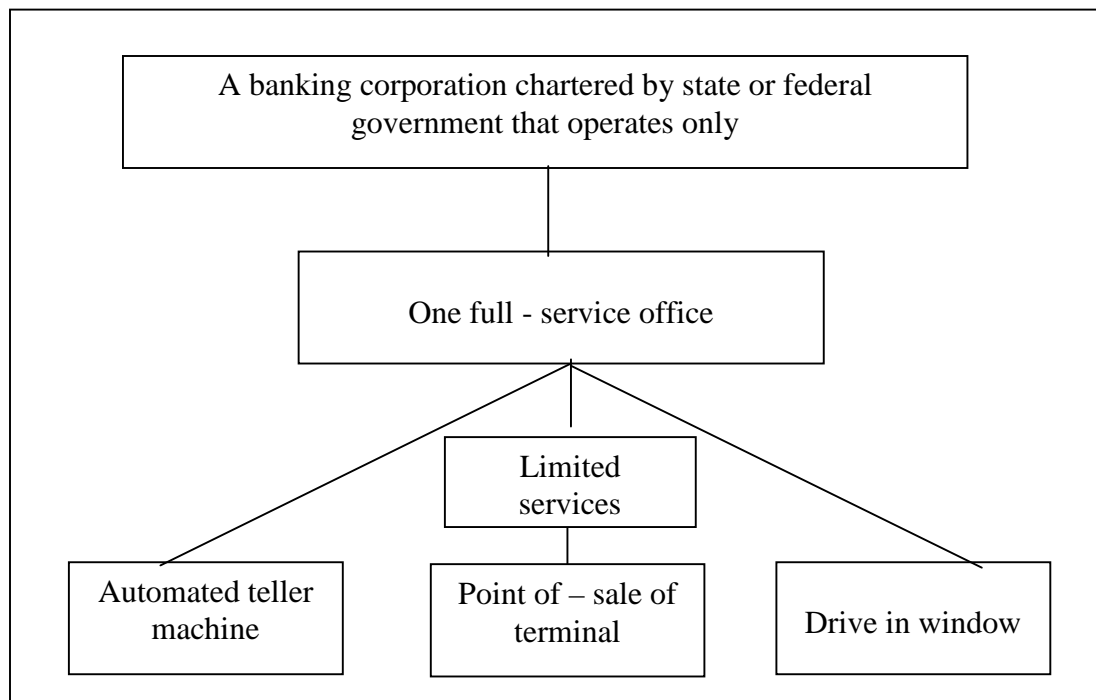 A banking corporation chartered by state or federal
government that operates only
One full - service office
Limited
services
Automated teller
machine
Point of – sale of
terminal
Drive in window